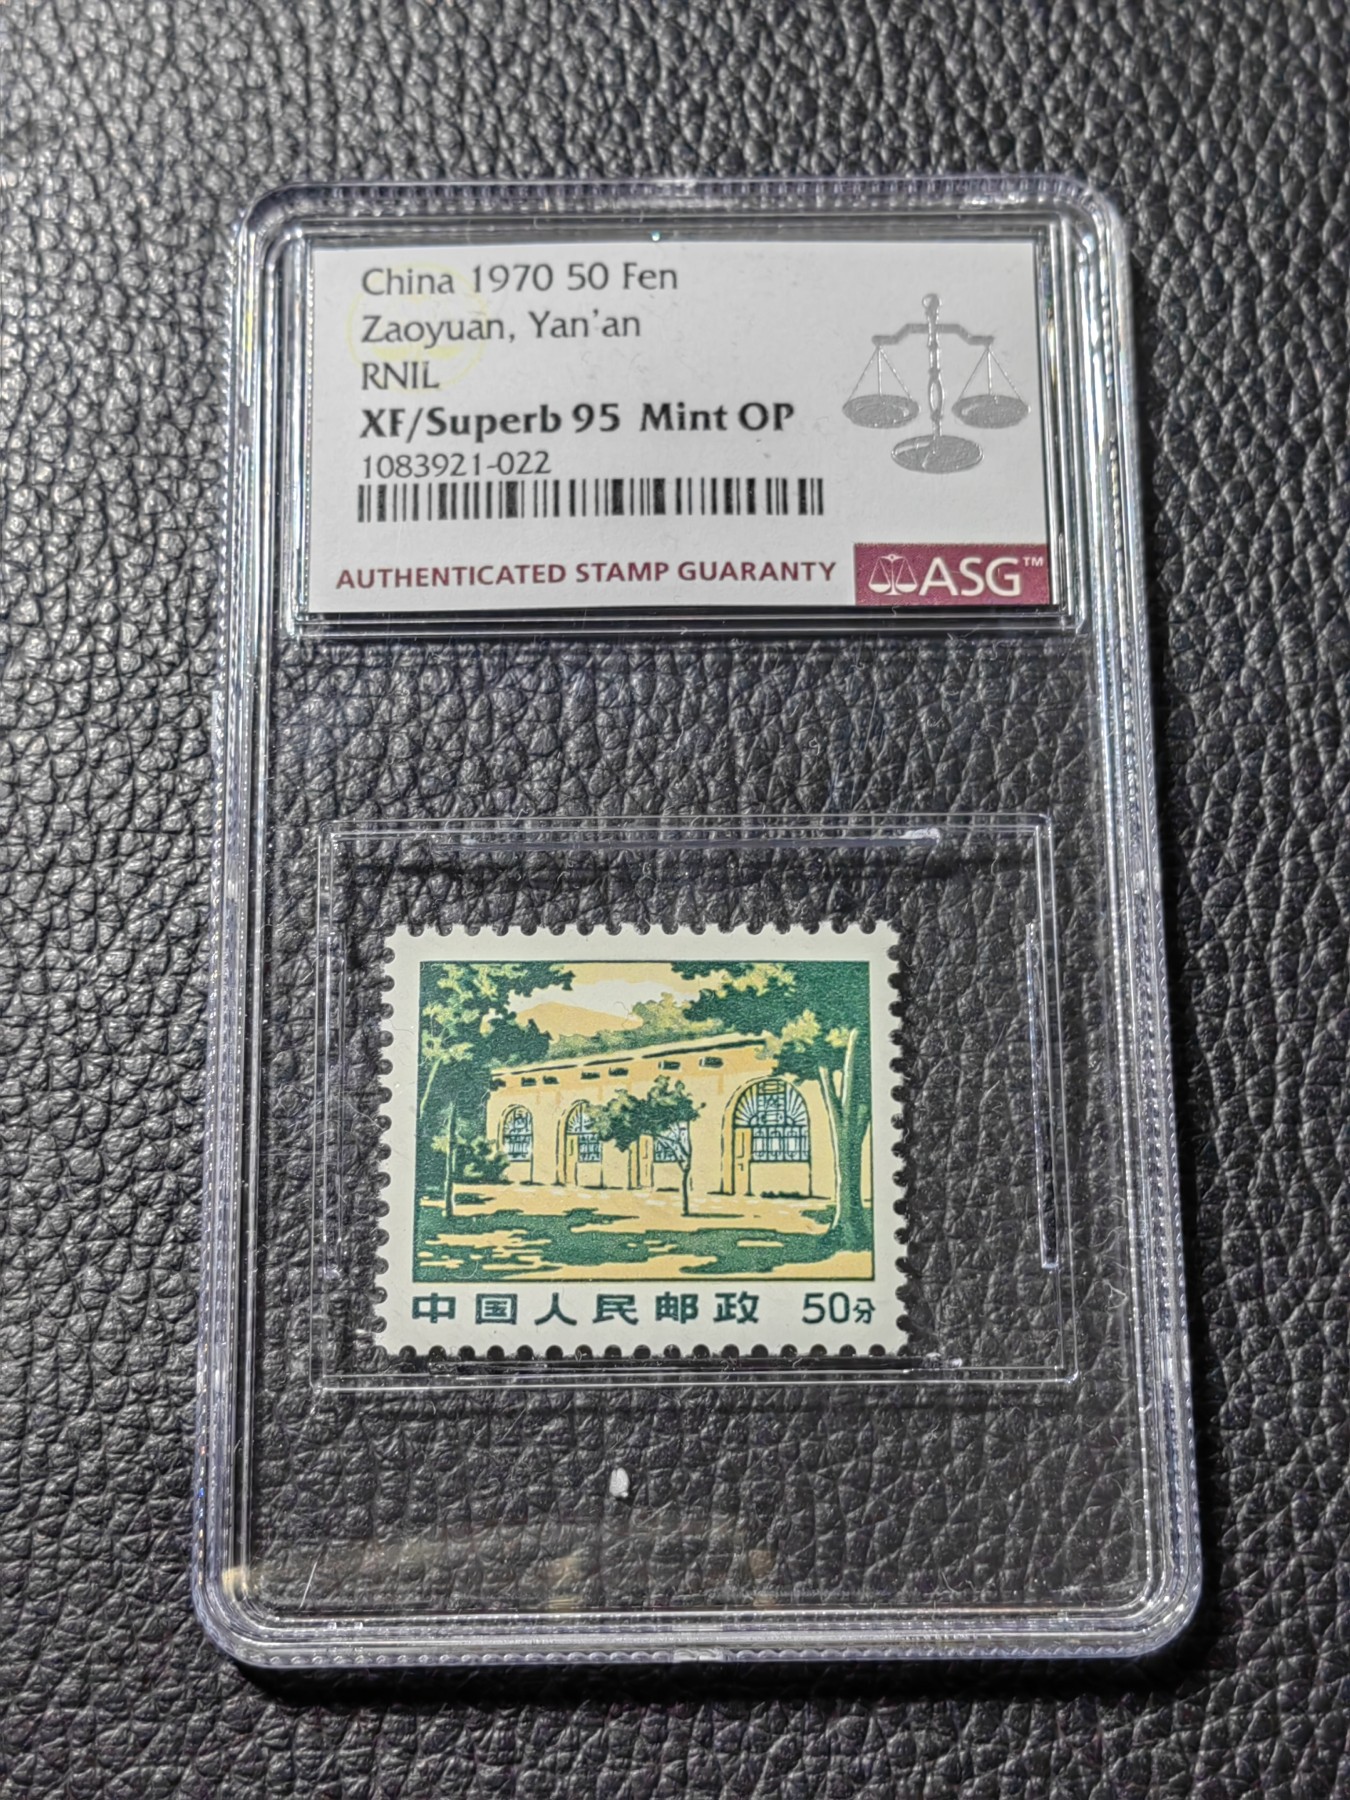 China 1970 50 Fen
Zaoyuan, Yan'an
RNIL
XF/Superb 95 Mint OP
1083921-022
AUTHENTICATED STAMP GUARANTY
ASG™
中国人民邮政 50分